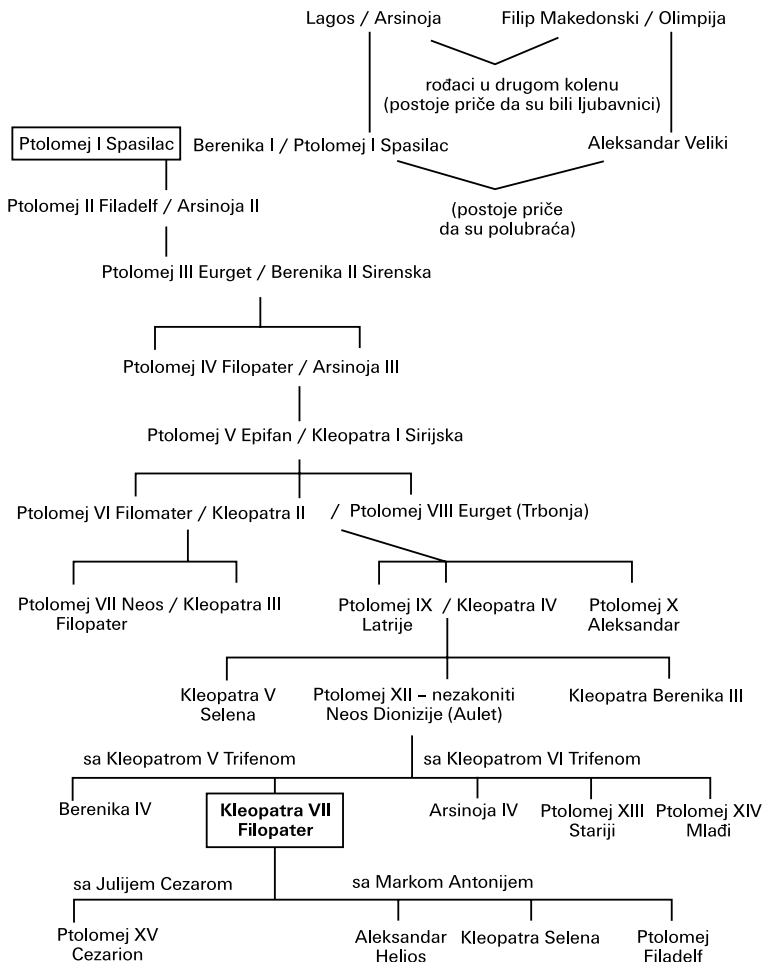 Lagos / Arsinoja Filip Makedonski / Olimpija
rođaci u drugom kolenu
(postoje priče da su bili ljubavnici)
Ptolomej I Spasilac Berenika I / Ptolomej I Spasilac Aleksandar Veliki
Ptolomej II Filadelf / Arsinoja II
(postoje priče
da su polubraća)
Ptolomej III Eurget / Berenika II Sirenska
Ptolomej IV Filopater / Arsinoja III
Ptolomej V Epifan / Kleopatra I Sirijska
Ptolomej VI Filomater / Kleopatra II / Ptolomej VIII Eurget (Trbonja)
Ptolomej VII Neos / Kleopatra III
Filopater
Ptolomej IX / Kleopatra IV
Latrije
Ptolomej X
Aleksandar
Kleopatra V
Selena
Ptolomej XII – nezakoniti
Neos Dionizije (Aulet)
Kleopatra Berenika III
sa Kleopatrom V Trifenom sa Kleopatrom VI Trifenom
Berenika IV
Kleopatra VII
Filopater
Arsinoja IV
Ptolomej XIII
Stariji
Ptolomej XIV
Mlađi
sa Julijem Cezarom sa Markom Antonijem
Ptolomej XV
Cezarion
Aleksandar
Helios
Kleopatra Selena
Ptolomej
Filadelf